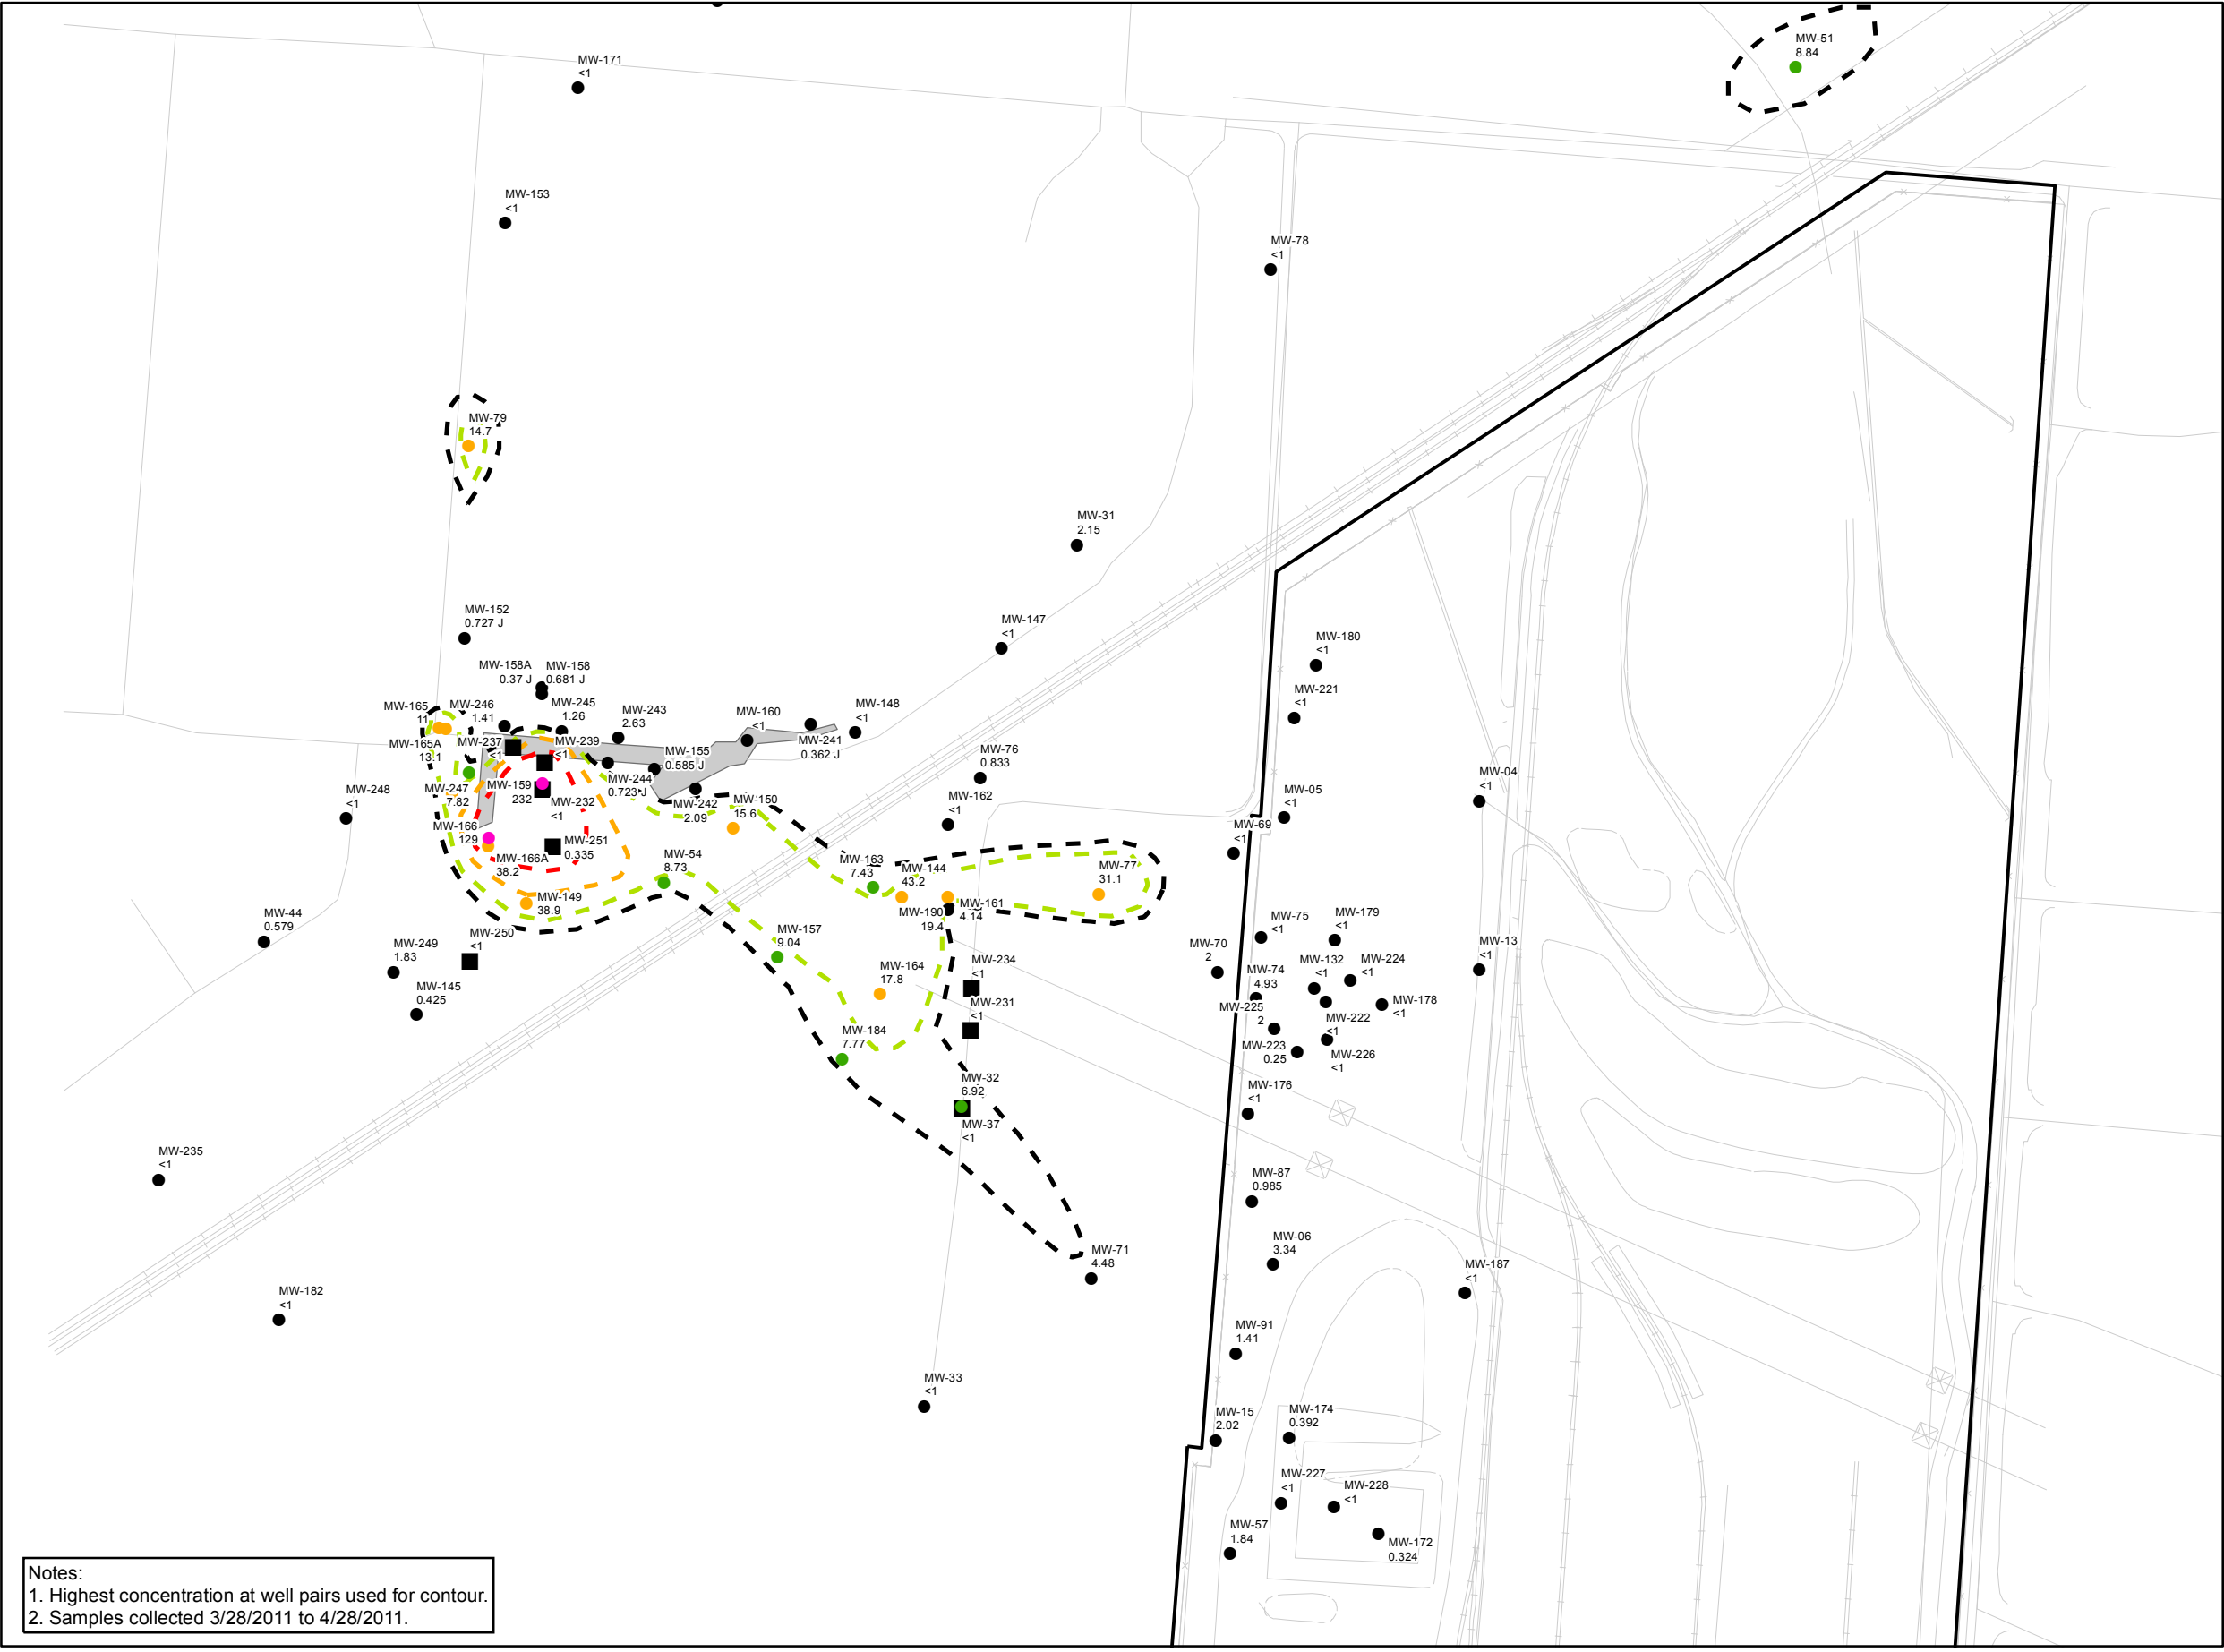 MW-51
8.84
MW-171
<1
MW-153
<1
MW-78
<1
MW-79
14.7
MW-31
2.15
MW-152
0.727 J
MW-147
<1
MW-180
<1
MW-158A
0.37 J
MW-158
0.681 J
MW-221
<1
MW-165
11
MW-246
1.41
MW-245
1.26
MW-243
2.63
MW-160
<1
MW-148
<1
MW-165A
13.1
MW-237
<1
MW-239
<1
MW-155
0.585 J
MW-241
0.362 J
MW-76
0.833
MW-04
<1
MW-247
7.82
MW-159
232
MW-244
0.723 J
MW-248
<1
MW-232
<1
MW-242
2.09
MW-150
15.6
MW-162
<1
MW-05
<1
MW-69
<1
MW-166
129
MW-251
0.335
MW-166A
38.2
MW-54
8.73
MW-163
7.43
MW-144
43.2
MW-77
31.1
MW-149
38.9
MW-190
19.4
MW-161
4.14
MW-44
0.579
MW-250
<1
MW-249
1.83
MW-157
9.04
MW-75
<1
MW-179
<1
MW-13
<1
MW-70
2
MW-74
4.93
MW-132
<1
MW-224
<1
MW-164
17.8
MW-234
<1
MW-145
0.425
MW-231
<1
MW-225
2
MW-178
<1
MW-222
<1
MW-184
7.77
MW-223
0.25
MW-226
<1
MW-32
6.92
MW-176
<1
MW-37
<1
MW-235
<1
MW-87
0.985
MW-06
3.34
MW-71
4.48
MW-187
<1
MW-182
<1
MW-91
1.41
MW-33
<1
MW-15
2.02
MW-174
0.392
MW-227
<1
MW-228
<1
MW-57
1.84
MW-172
0.324
Notes:
1. Highest concentration at well pairs used for contour.
2. Samples collected 3/28/2011 to 4/28/2011.